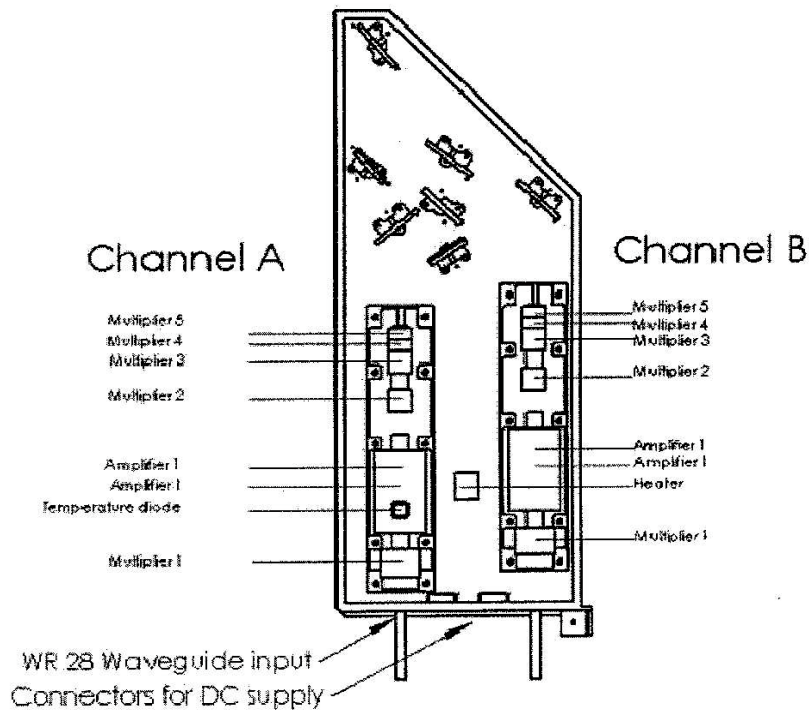 Channel A
Multiplier 5
Multiplier 4
Multiplier 3
Multiplier 2
Amplifier 1
Amplifier 1
Temperature diode
Multiplier 1
Channel B
Multiplier 5
Multiplier 4
Multiplier 3
Multiplier 2
Amplifier 1
Amplifier 1
Heater
Multiplier 1
WR 28 Waveguide input
Connectors for DC supply